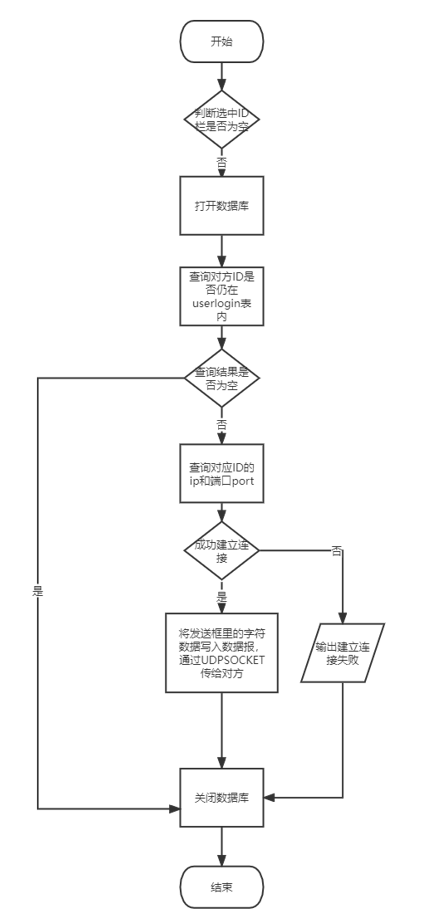 开始
判断选中ID
栏是否为空
否
打开数据库
查询对方ID是
否仍在
userlogin表
内
查询结果是
否为空
否
查询对应ID的
ip和端口port
成功建立连
接
否
是
是
将发送框里的字符
数据写入数据报，
通过UDPSOCKET
传给对方
输出建立连
接失败
关闭数据库
结束